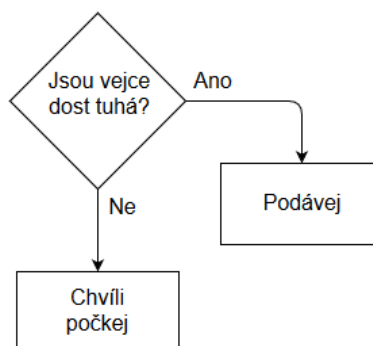 Jsou vejce
dost tuhá?
Ano
Ne
Podávej
Chvíli
počkej